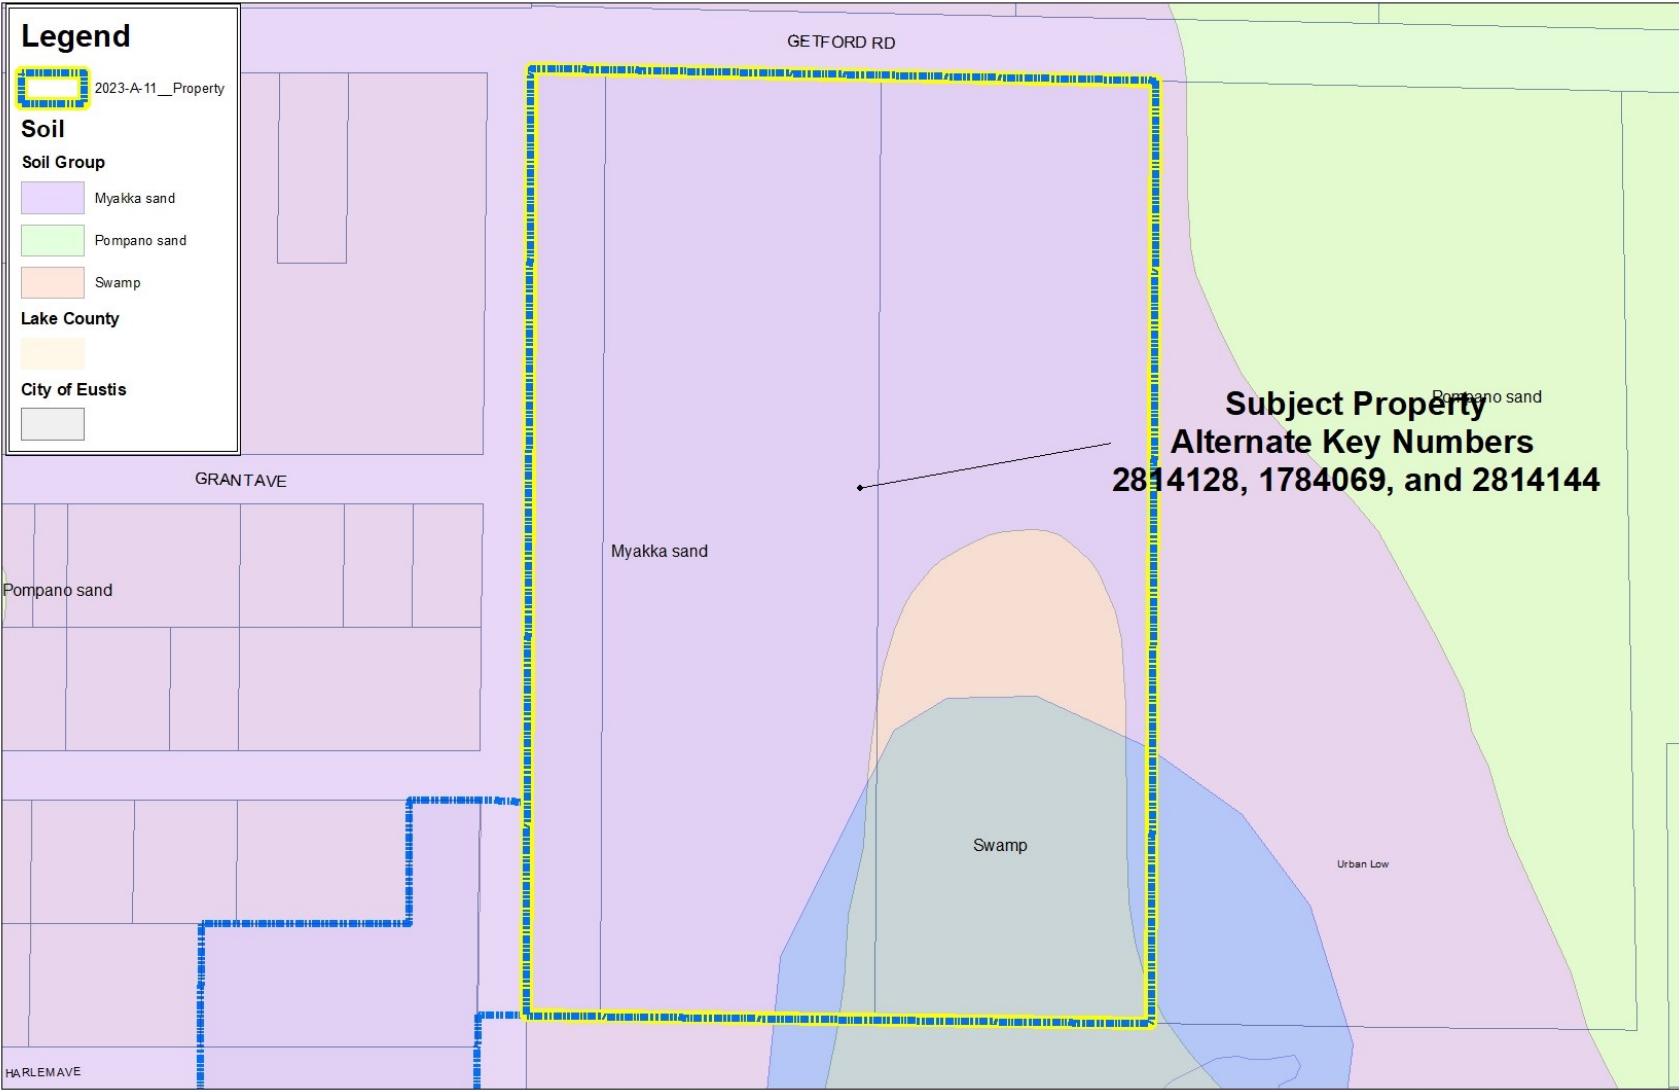 Legend
2023-A-11__Property
Soil
Soil Group
Myakka sand
Pompano sand
Swamp
Lake County
City of Eustis
GETFORD RD
Pompano sand
Subject Property
Alternate Key Numbers
2814128, 1784069, and 2814144
GRANT AVE
Myakka sand
Pompano sand
Swamp
Urban Low
HARLEM AVE